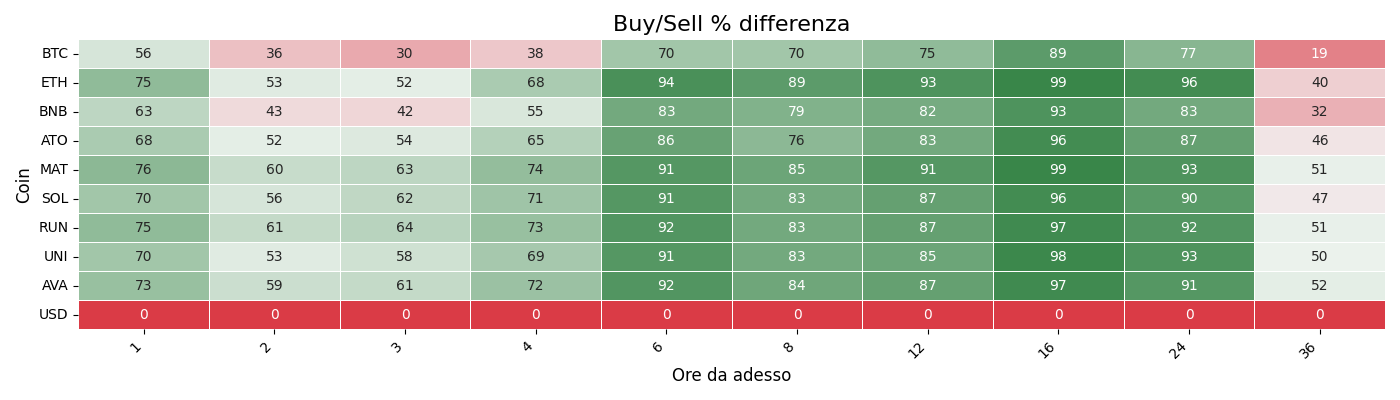 Buy/Sell % differenza
Coin
BTC 56 36 30 38 70 70 75 89 77 19
ETH 75 53 52 68 94 89 93 99 96 40
BNB 63 43 42 55 83 79 82 93 83 32
ATO 68 52 54 65 86 76 83 96 87 46
MAT 76 60 63 74 91 85 91 99 93 51
SOL 70 56 62 71 91 83 87 96 90 47
RUN 75 61 64 73 92 83 87 97 92 51
UNI 70 53 58 69 91 83 85 98 93 50
AVA 73 59 61 72 92 84 87 97 91 52
USD 0 0 0 0 0 0 0 0 0 0
1 2 3 4 6 8 12 16 24 36
Ore da adesso